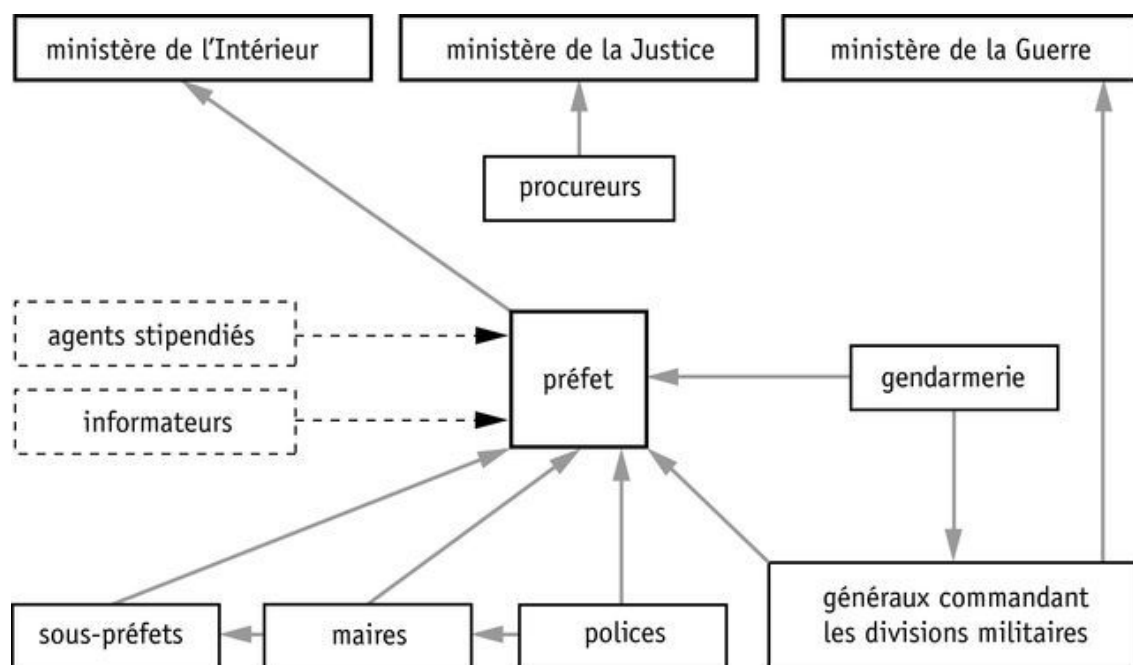 ministère de l'Intérieur
ministère de la Justice
ministère de la Guerre
procureurs
agents stipendiés
informateurs
préfet
gendarmerie
sous-préfets
maires
polices
généraux commandant
les divisions militaires